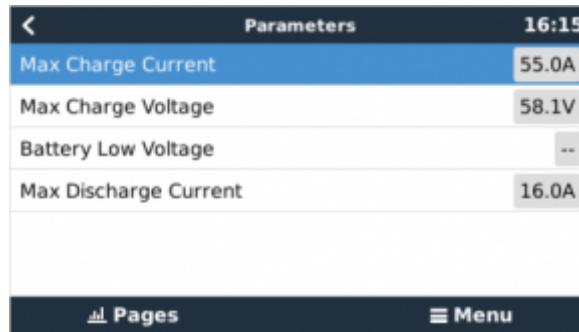 Parameters 16:15
Max Charge Current 55.0A
Max Charge Voltage 58.1V
Battery Low Voltage --
Max Discharge Current 16.0A
Pages Menu